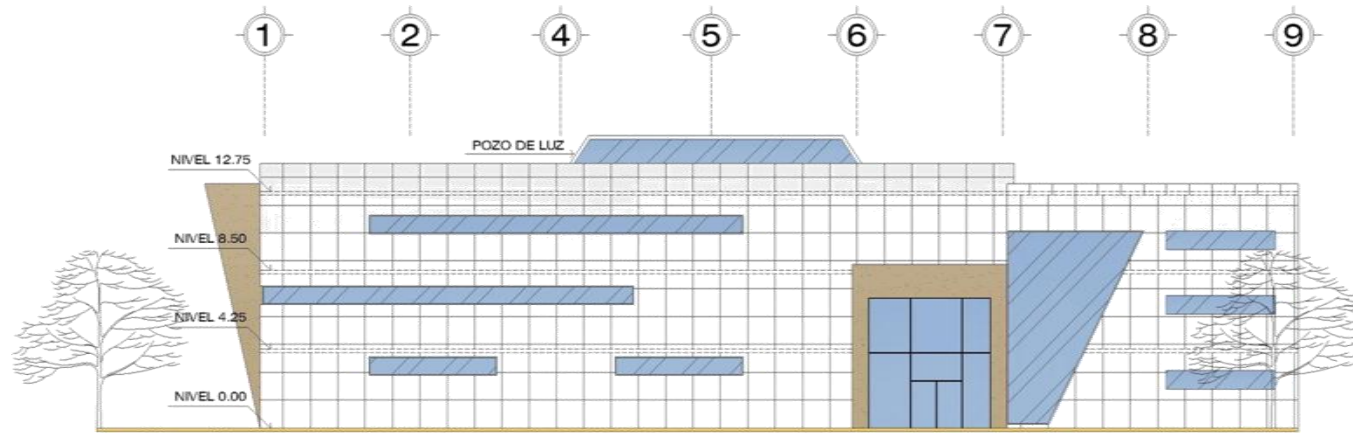 1 2 4 5 6 7 8 9
POZO DE LUZ
NIVEL 12.75
NIVEL 8.50
NIVEL 4.25
NIVEL 0.00